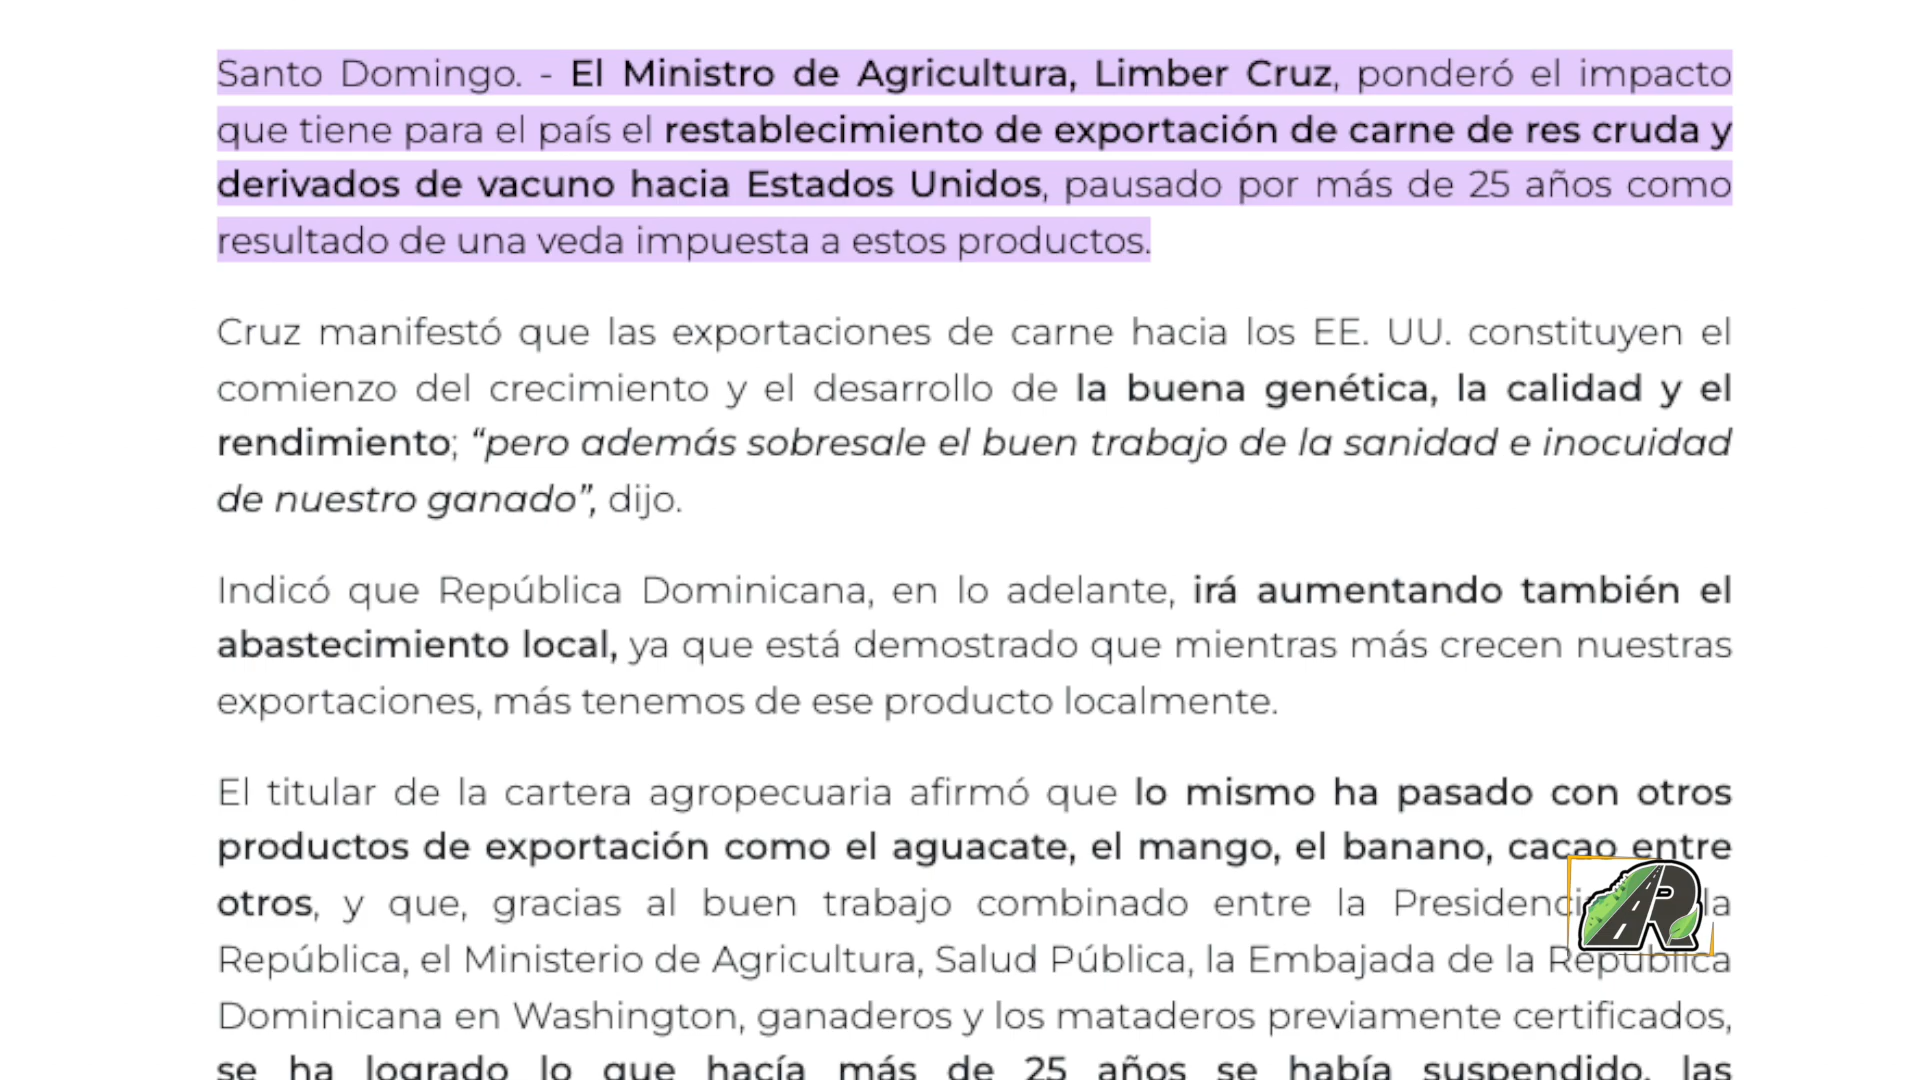 Santo Domingo. - El Ministro de Agricultura, Limber Cruz, ponderó el impacto
que tiene para el país el restablecimiento de exportación de carne de res cruda y
derivados de vacuno hacia Estados Unidos, pausado por más de 25 años como
resultado de una veda impuesta a estos productos.
Cruz manifestó que las exportaciones de carne hacia los EE. UU. constituyen el
comienzo del crecimiento y el desarrollo de la buena genética, la calidad y el
rendimiento; “pero además sobresale el buen trabajo de la sanidad e inocuidad
de nuestro ganado”, dijo.
Indicó que República Dominicana, en lo adelante, irá aumentando también el
abastecimiento local, ya que está demostrado que mientras más crecen nuestras
exportaciones, más tenemos de ese producto localmente.
El titular de la cartera agropecuaria afirmó que lo mismo ha pasado con otros
productos de exportación como el aguacate, el mango, el banano, cacao entre
otros, y que, gracias al buen trabajo combinado entre la la
República, el Ministerio de Agricultura, Salud Pública, la Embajada de la República
Dominicana en Washington, ganaderos y los mataderos previamente certificados,
se ha logrado lo que hacía más de 25 años se había suspendido, las